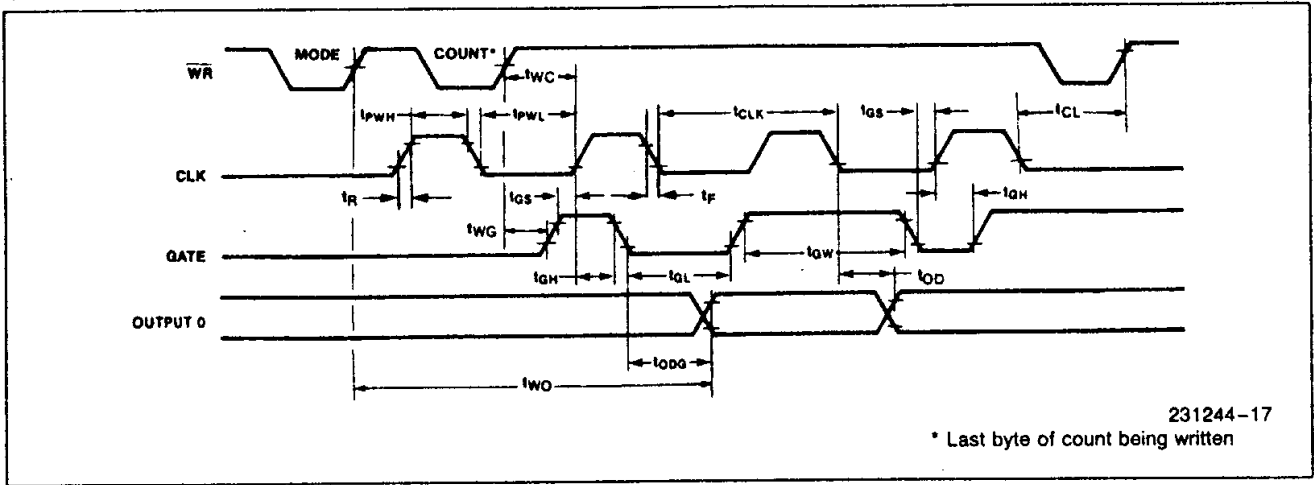 MODE COUNT*
WR
tWC
tPWH tPWL tCLK tGS tCL
CLK
tR tGS tF tGH
tWG
GATE
tGH tGL tGW tOD
OUTPUT 0
tODG
tWO
231244-17
* Last byte of count being written